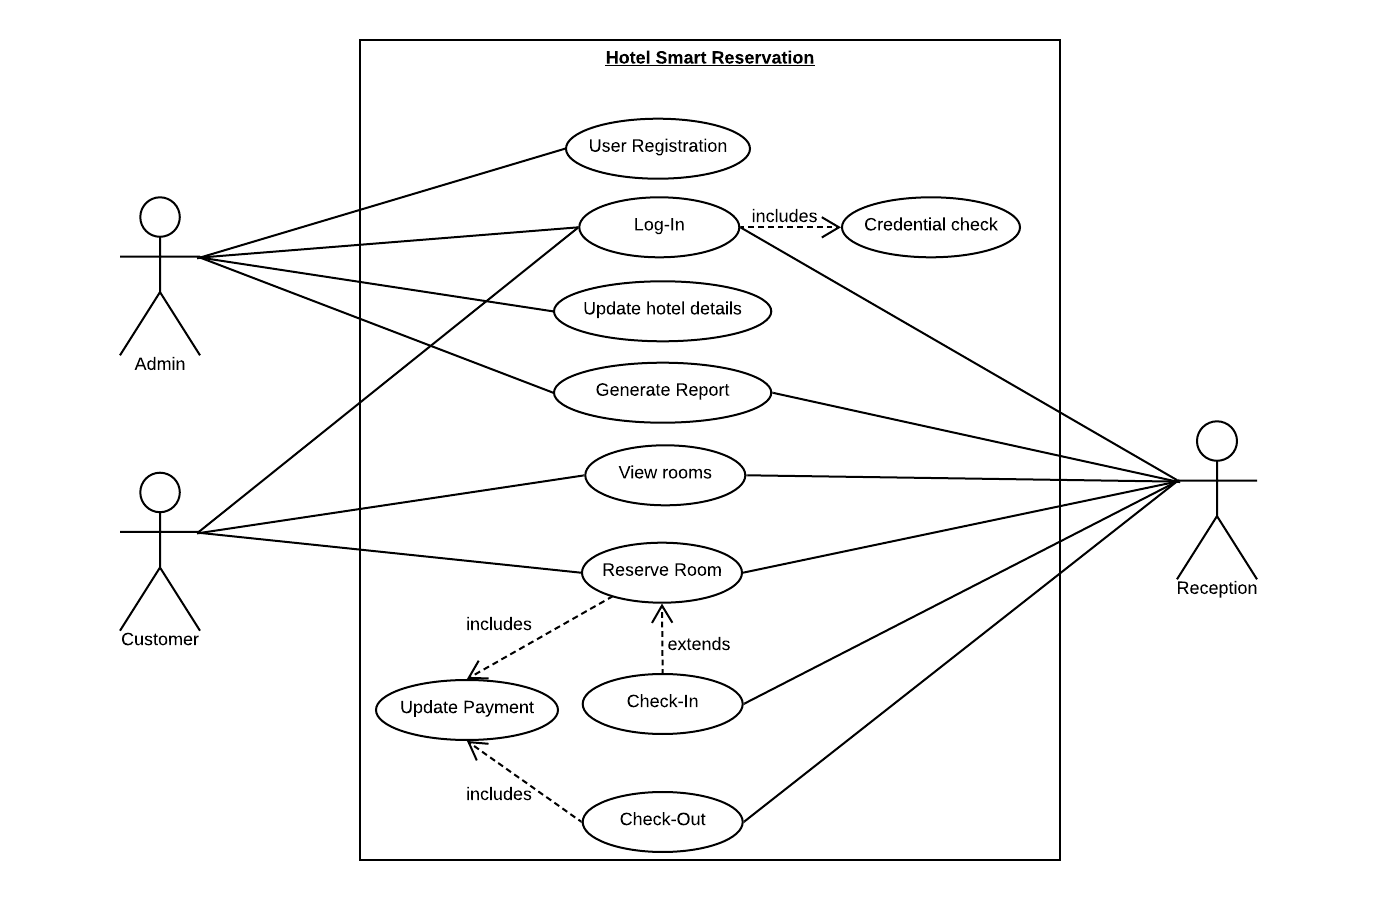 Hotel Smart Reservation
User Registration
Log-In
includes
Credential check
Update hotel details
Admin
Generate Report
View rooms
Reserve Room
Reception
includes
Customer
extends
Check-In
Update Payment
includes
Check-Out